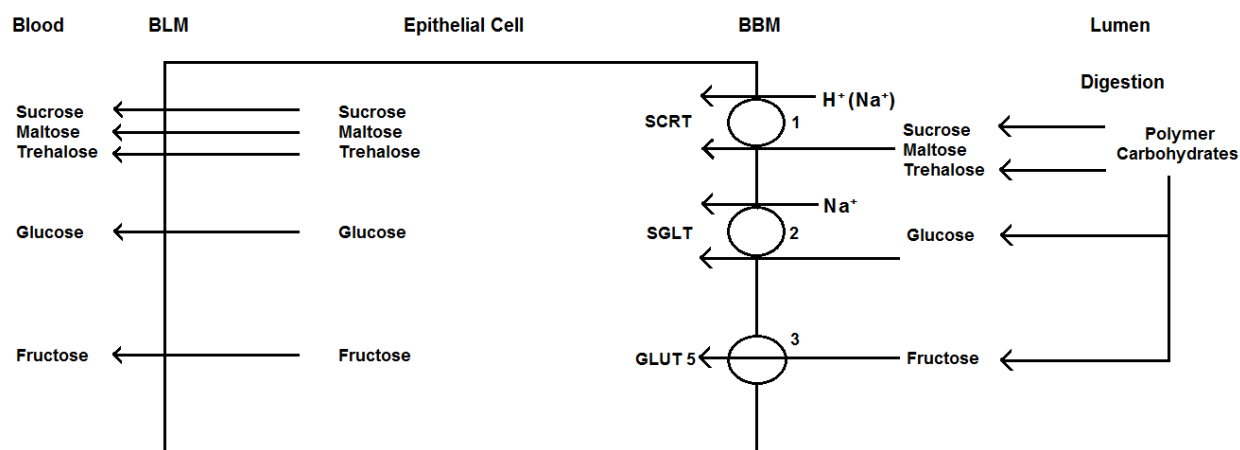 Blood
BLM
Epithelial Cell
BBM
Lumen
Digestion
H⁺ (Na⁺)
Sucrose
Maltose
Trehalose
Sucrose
Maltose
Trehalose
SCRT
1
Sucrose
Maltose
Trehalose
Polymer
Carbohydrates
Na⁺
Glucose
Glucose
SGLT
2
Glucose
Fructose
Fructose
GLUT 5
3
Fructose